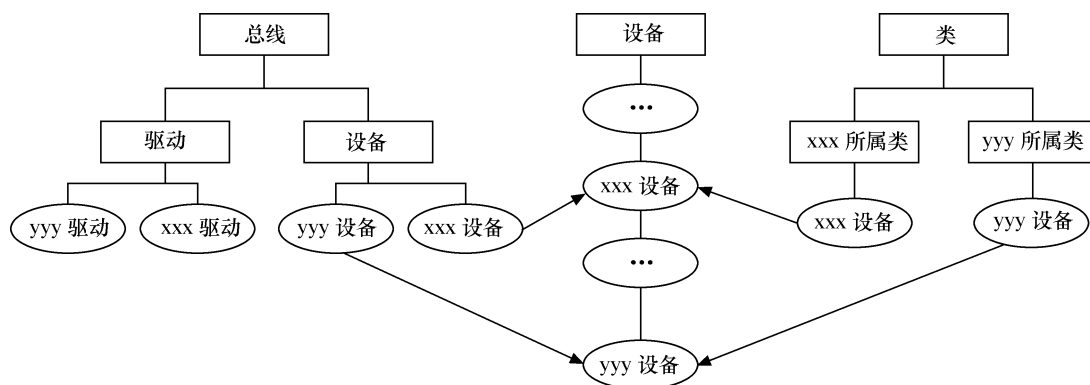 总线
设备
类
…
驱动
设备
xxx 所属类
yyy 所属类
xxx 设备
yyy 驱动
xxx 驱动
yyy 设备
xxx 设备
xxx 设备
yyy 设备
…
yyy 设备